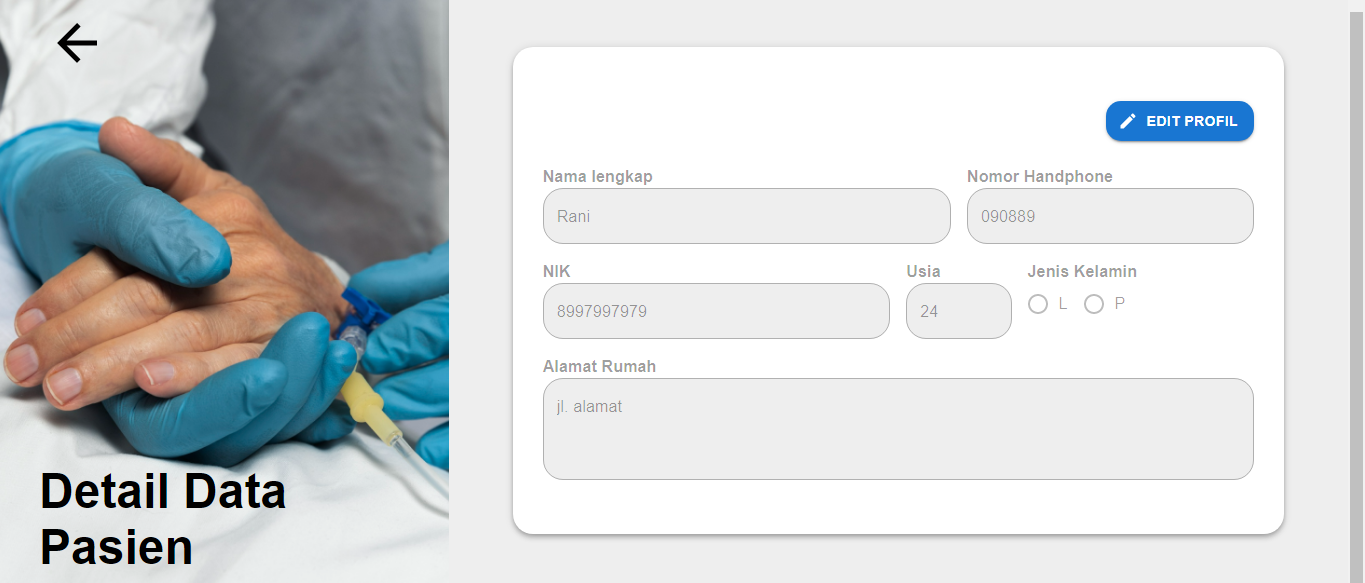 Detail Data
Pasien
EDIT PROFIL
Nama lengkap
Nomor Handphone
Rani
090889
NIK
Usia
Jenis Kelamin
8997997979
24
L
P
Alamat Rumah
jl. alamat